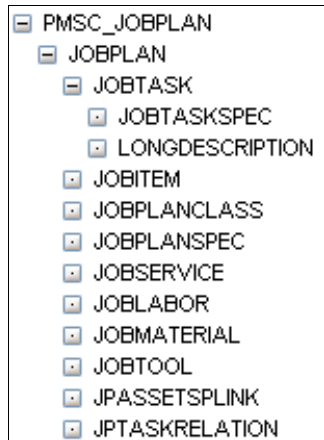 PMSC_JOBPLAN
JOBPLAN
JOBTASK
JOBTASKSPEC
LONGDESCRIPTION
JOBITEM
JOBPLANCLASS
JOBPLANSPEC
JOBSERVICE
JOBLABOR
JOBMATERIAL
JOBTOOL
JPASSETSPLINK
JPTASKRELATION